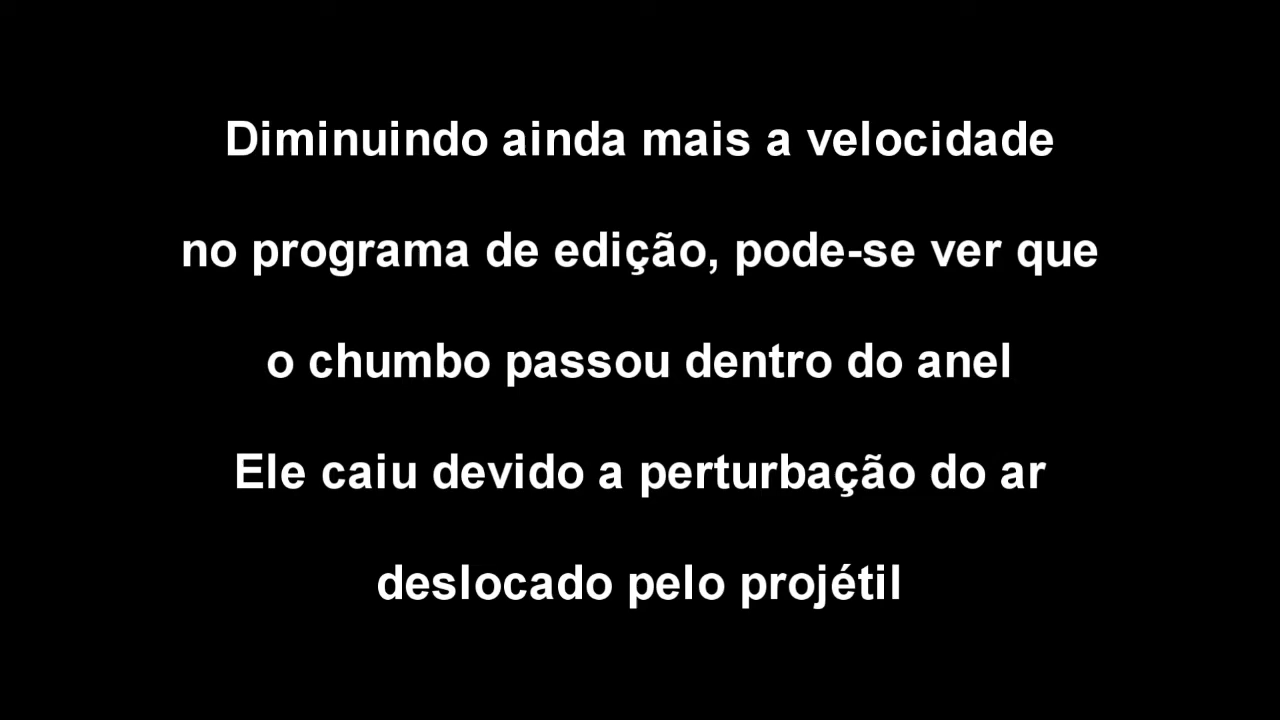 Diminuindo ainda mais a velocidade
no programa de edição, pode-se ver que
o chumbo passou dentro do anel
Ele caiu devido a perturbação do ar
deslocado pelo projétil